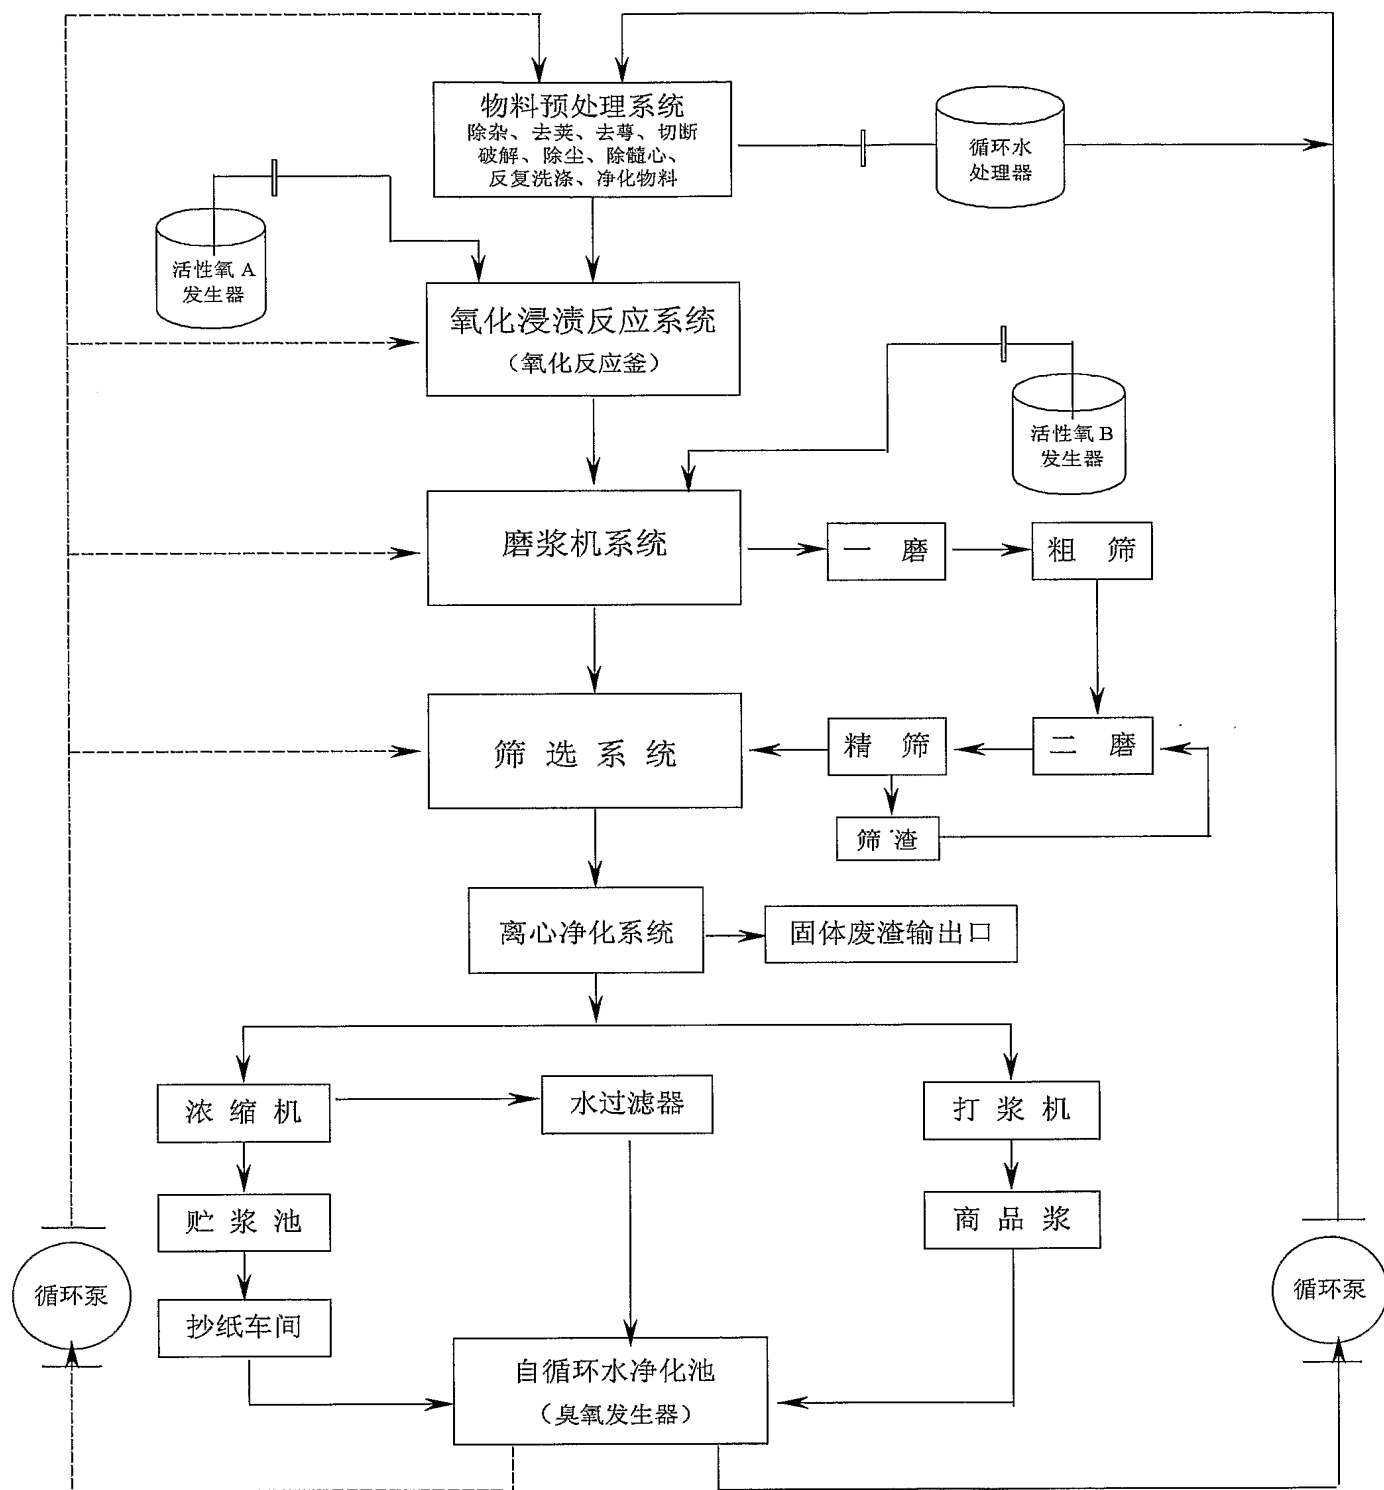 物料预处理系统
除杂、去荚、去萼、切断
破解、除尘、除髓心、
反复洗涤、净化物料
循环水
处理器
活性氧 A
发生器
氧化浸渍反应系统
（氧化反应釜）
活性氧 B
发生器
磨浆机系统
一 磨
粗 筛
筛 选 系 统
精 筛
二 磨
筛 渣
离心净化系统
固体废渣输出口
浓 缩 机
水过滤器
打 浆 机
贮 浆 池
商 品 浆
循环泵
抄纸车间
循环泵
自循环水净化池
（臭氧发生器）